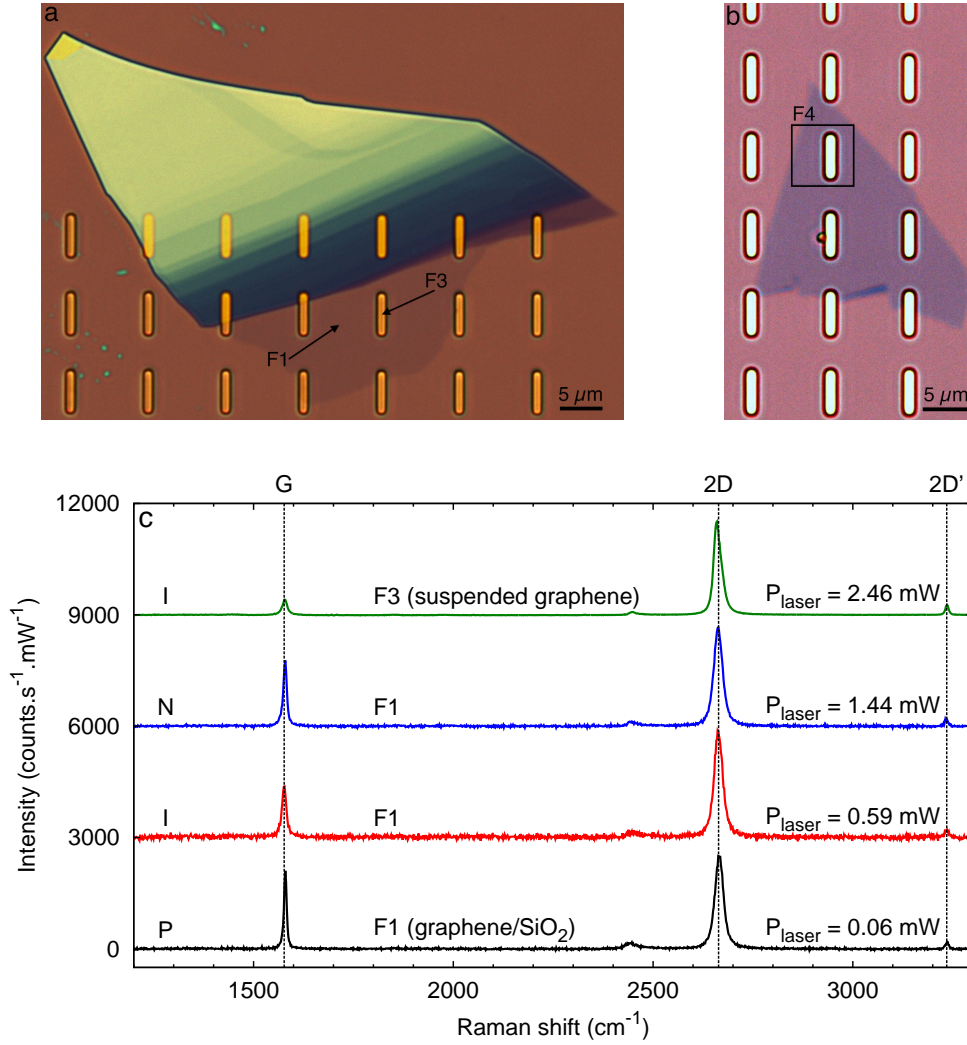 a
F3
F1
5 µm
b
F4
5 µm
G 2D 2D'
c
12000
I F3 (suspended graphene) P_laser = 2.46 mW
9000
N F1 P_laser = 1.44 mW
6000
I F1 P_laser = 0.59 mW
3000
P F1 (graphene/SiO₂) P_laser = 0.06 mW
0
1500 2000 2500 3000
Raman shift (cm⁻¹)
Intensity (counts.s⁻¹ .mW⁻¹)